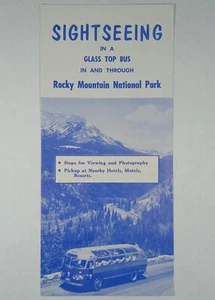 SIGHTSEEING
IN A
GLASS TOP BUS
IN AND THROUGH
Rocky Mountain National Park
• Stops for Viewing and Photography
• Pickup at Nearby Hotels, Motels,
Resorts.